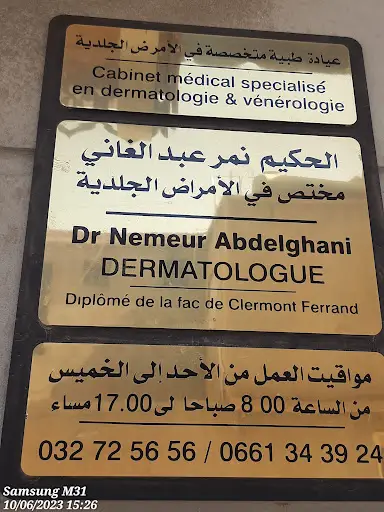 عيادة طبية متخصصة في الأمرض الجلدية
Cabinet médical specialisé
en dermatologie & vénérologie
الحكيم نمر عبد الغاني
مختص في الأمراض الجلدية
Dr Nemeur Abdelghani
DERMATOLOGUE
Diplômé de la fac de Clermont Ferrand
مواقيت العمل من الأحد إلى الخميس
من الساعة 00 8 صباحا لى 17.00 مساء
032 72 56 56 / 0661 34 39 24
Samsung M31
10/06/2023 15:26